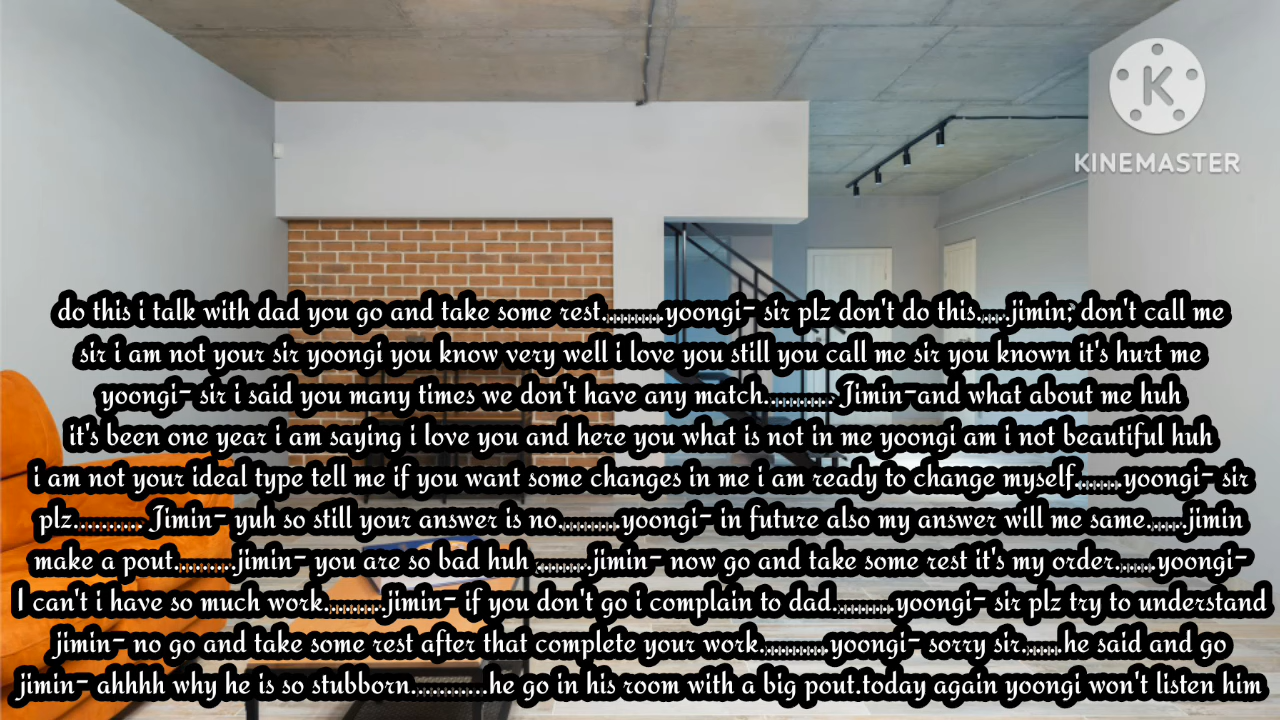 K
KINEMASTER
do this i talk with dad you go and take some rest..........yoongi- sir plz don't do this......jimin; don't call me
sir i am not your sir yoongi you know very well i love you still you call me sir you known it's hurt me
yoongi- sir i said you many times we don't have any match............ Jimin-and what about me huh
it's been one year i am saying i love you and here you what is not in me yoongi am i not beautiful huh
i am not your ideal type tell me if you want some changes in me i am ready to change myself.........yoongi- sir
plz............ Jimin- yuh so still your answer is no...........yoongi- in future also my answer will me same.......jimin
make a pout...........jimin- you are so bad huh ..........jimin- now go and take some rest it's my order........yoongi-
I can't i have so much work..........jimin- if you don't go i complain to dad...........yoongi- sir plz try to understand
jimin- no go and take some rest after that complete your work............yoongi- sorry sir........he said and go
jimin- ahhhh why he is so stubborn............he go in his room with a big pout.today again yoongi won't listen him